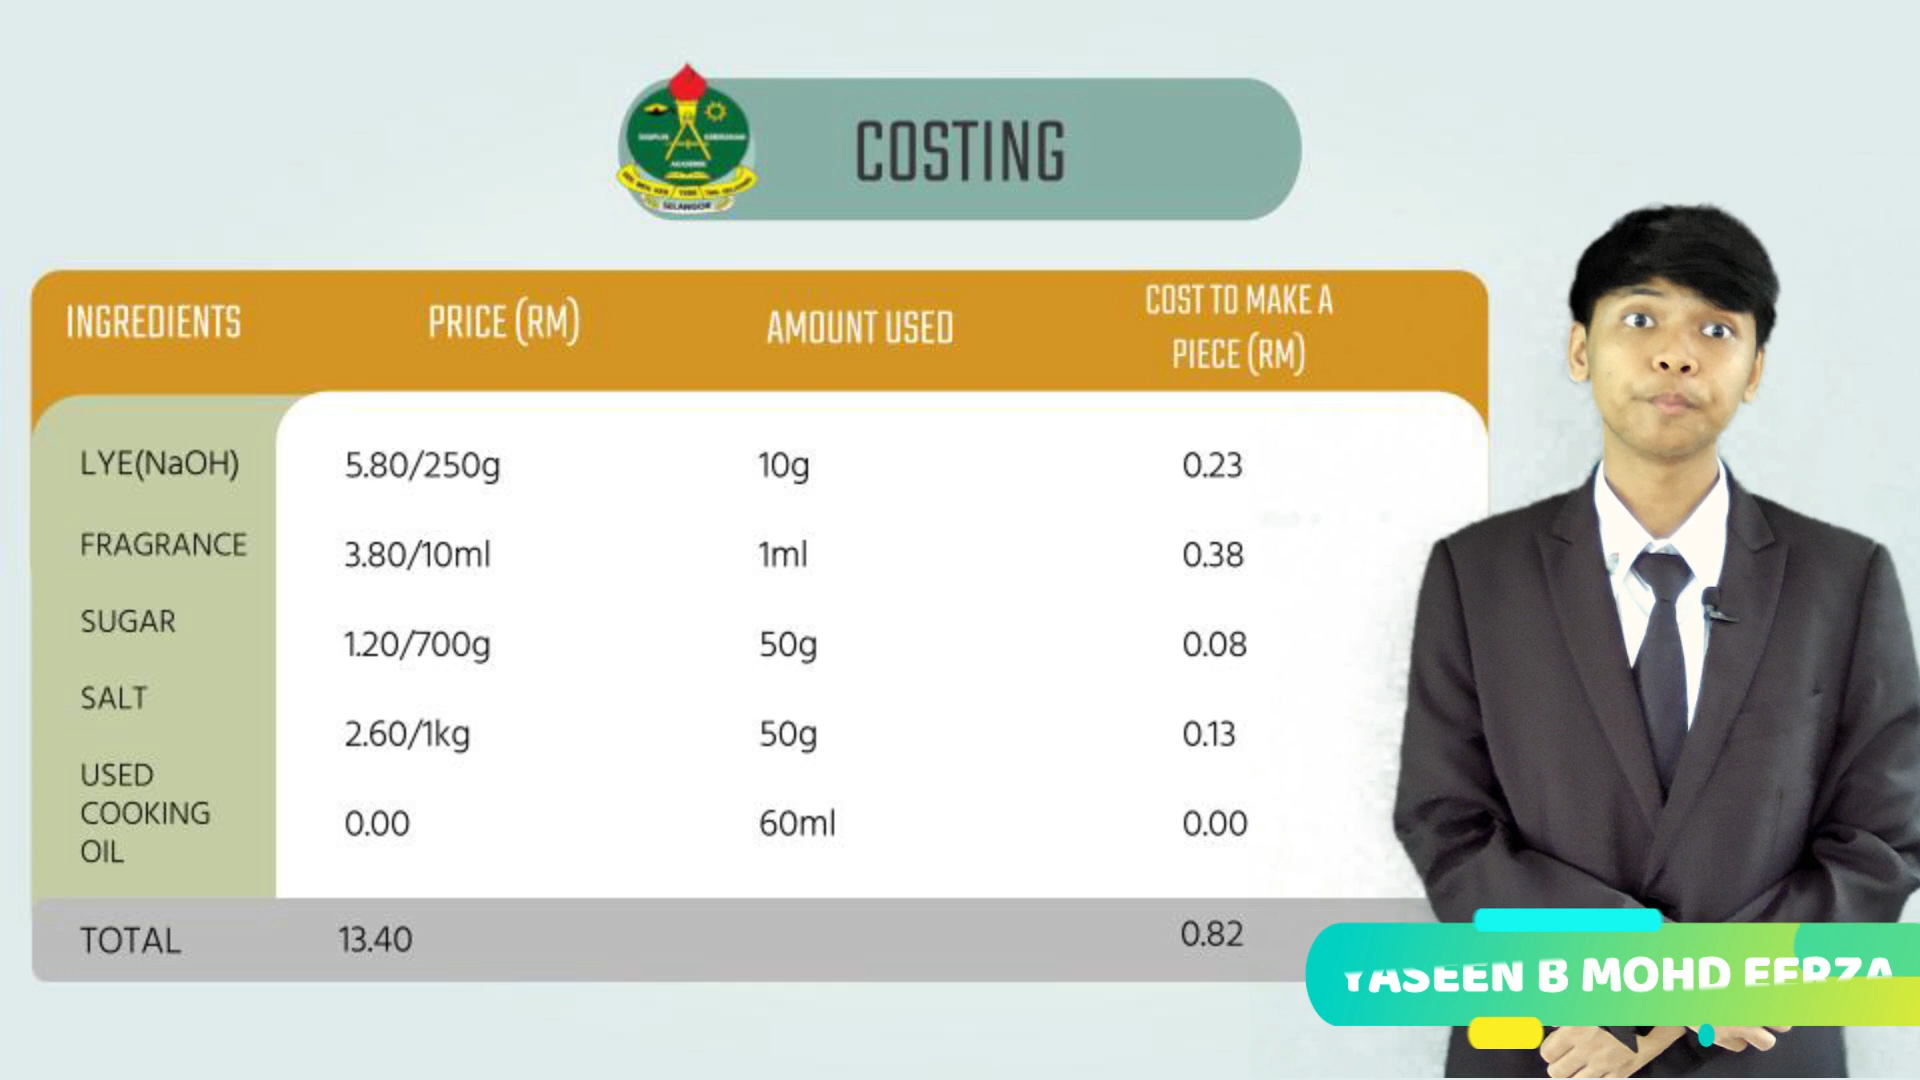 COSTING
SELANGOR
INGREDIENTS PRICE (RM) AMOUNT USED COST TO MAKE A
PIECE (RM)
LYE(NaOH) 5.80/250g 10g 0.23
FRAGRANCE 3.80/10ml 1ml 0.38
SUGAR 1.20/700g 50g 0.08
SALT 2.60/1kg 50g 0.13
USED
COOKING
OIL 0.00 60ml 0.00
TOTAL 13.40 0.82
YASEEN B MOHD